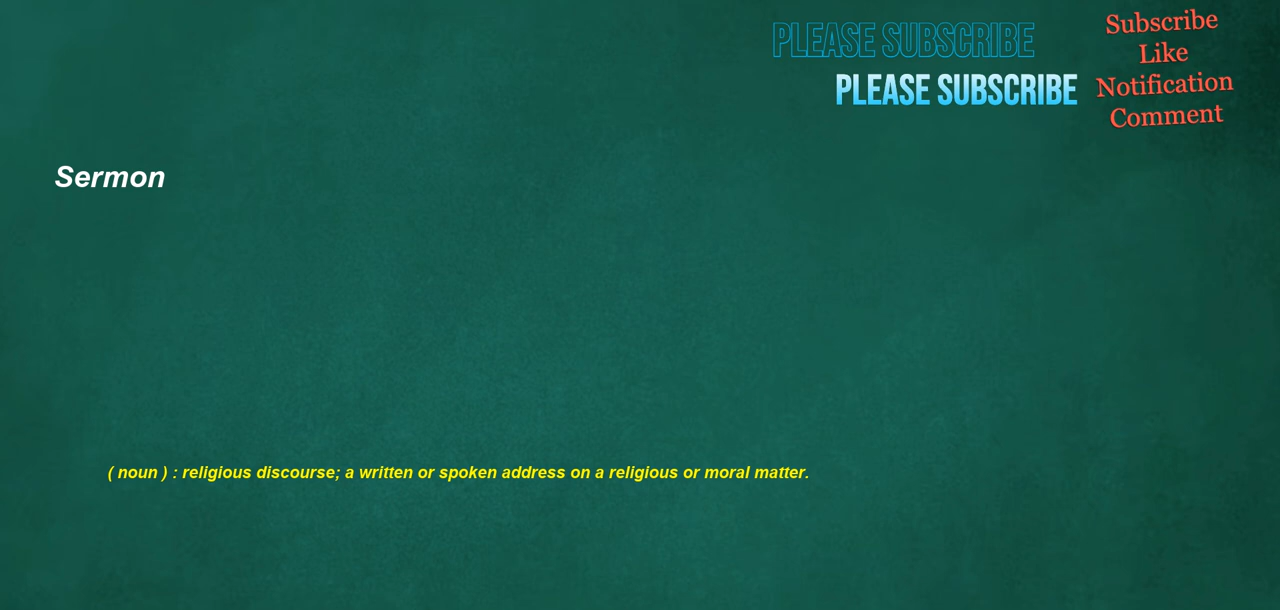 PLEASE SUBSCRIBE
PLEASE SUBSCRIBE
Subscribe
Like
Notification
Comment
Sermon
( noun ) : religious discourse; a written or spoken address on a religious or moral matter.